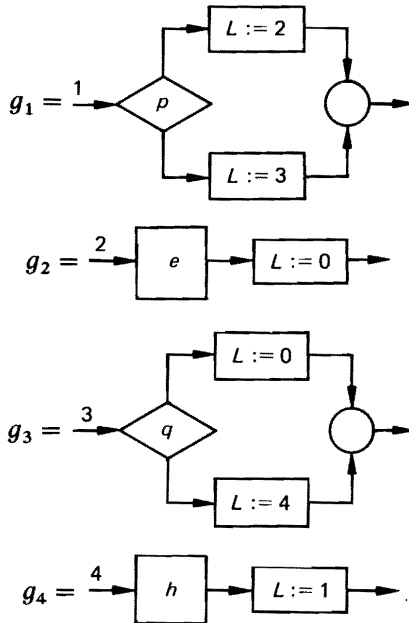 L := 2
g₁ = 1 p
L := 3
g₂ = 2 e L := 0
L := 0
g₃ = 3 q
L := 4
g₄ = 4 h L := 1 .